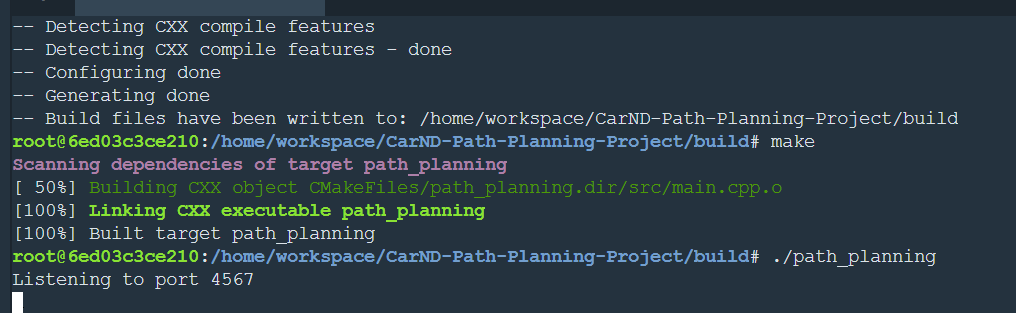 -- Detecting CXX compile features
-- Detecting CXX compile features - done
-- Configuring done
-- Generating done
-- Build files have been written to: /home/workspace/CarND-Path-Planning-Project/build
root@6ed03c3ce210:/home/workspace/CarND-Path-Planning-Project/build# make
Scanning dependencies of target path_planning
[ 50%] Building CXX object CMakeFiles/path_planning.dir/src/main.cpp.o
[100%] Linking CXX executable path_planning
[100%] Built target path_planning
root@6ed03c3ce210:/home/workspace/CarND-Path-Planning-Project/build# ./path_planning
Listening to port 4567